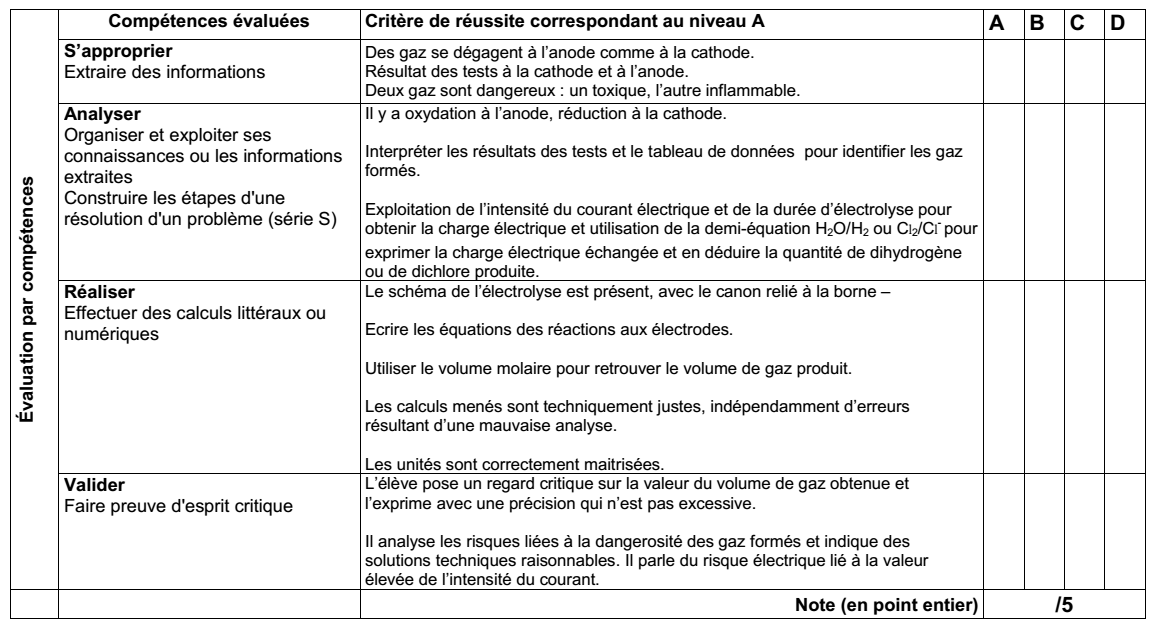 Évaluation par compétences
Compétences évaluées
Critère de réussite correspondant au niveau A
A
B
C
D
S’approprier
Extraire des informations
Des gaz se dégagent à l’anode comme à la cathode.
Résultat des tests à la cathode et à l’anode.
Deux gaz sont dangereux : un toxique, l’autre inflammable.
Analyser
Organiser et exploiter ses
connaissances ou les informations
extraites
Construire les étapes d'une
résolution d'un problème (série S)
Il y a oxydation à l’anode, réduction à la cathode.
Interpréter les résultats des tests et le tableau de données pour identifier les gaz
formés.
Exploitation de l’intensité du courant électrique et de la durée d’électrolyse pour
obtenir la charge électrique et utilisation de la demi-équation H₂O/H₂ ou Cl₂/Cl⁻ pour
exprimer la charge électrique échangée et en déduire la quantité de dihydrogène
ou de dichlore produite.
Réaliser
Effectuer des calculs littéraux ou
numériques
Le schéma de l’électrolyse est présent, avec le canon relié à la borne –
Ecrire les équations des réactions aux électrodes.
Utiliser le volume molaire pour retrouver le volume de gaz produit.
Les calculs menés sont techniquement justes, indépendamment d’erreurs
résultant d’une mauvaise analyse.
Les unités sont correctement maitrisées.
Valider
Faire preuve d'esprit critique
L’élève pose un regard critique sur la valeur du volume de gaz obtenue et
l’exprime avec une précision qui n’est pas excessive.
Il analyse les risques liées à la dangerosité des gaz formés et indique des
solutions techniques raisonnables. Il parle du risque électrique lié à la valeur
élevée de l’intensité du courant.
Note (en point entier)
/5